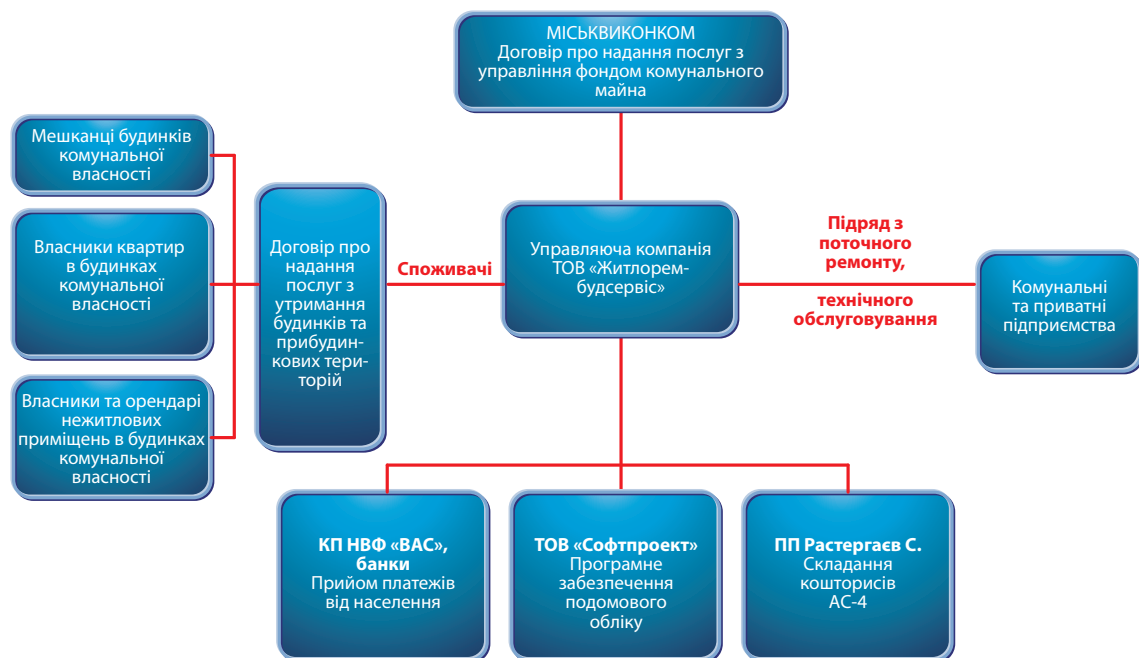 МІСЬКВИКОНКОМ
Договір про надання послуг з
управління фондом комунального
майна
Мешканці будинків
комунальної
власності
Власники квартир
в будинках
комунальної
власності
Власники та орендарі
нежитлових
приміщень в будинках
комунальної
власності
Договір про
надання
послуг з
утримання
будинків та
прибудин-
кових тери-
торій
Споживачі
Управляюча компанія
ТОВ «Житлорем-
будсервіс»
Підряд з
поточного
ремонту,
технічного
обслуговування
Комунальні
та приватні
підприємства
КП НВФ «ВАС»,
банки
Прийом платежів
від населення
ТОВ «Софтпроект»
Програмне
забезпечення
подомового
обліку
ПП Растергаєв С.
Складання
кошторисів
АС-4